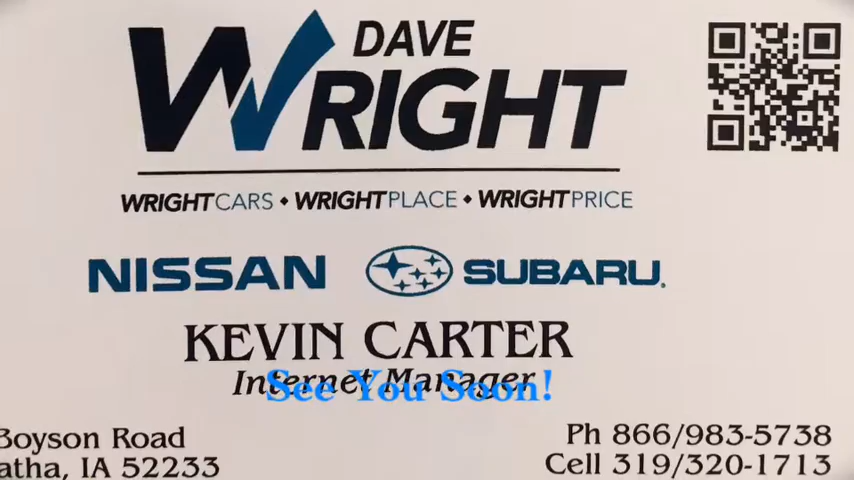 DAVE
WRIGHT
WRIGHTCARS • WRIGHTPLACE • WRIGHTPRICE
NISSAN SUBARU.
KEVIN CARTER
Internet Manager
See You Soon!
Boyson Road
atha, IA 52233
Ph 866/983-5738
Cell 319/320-1713